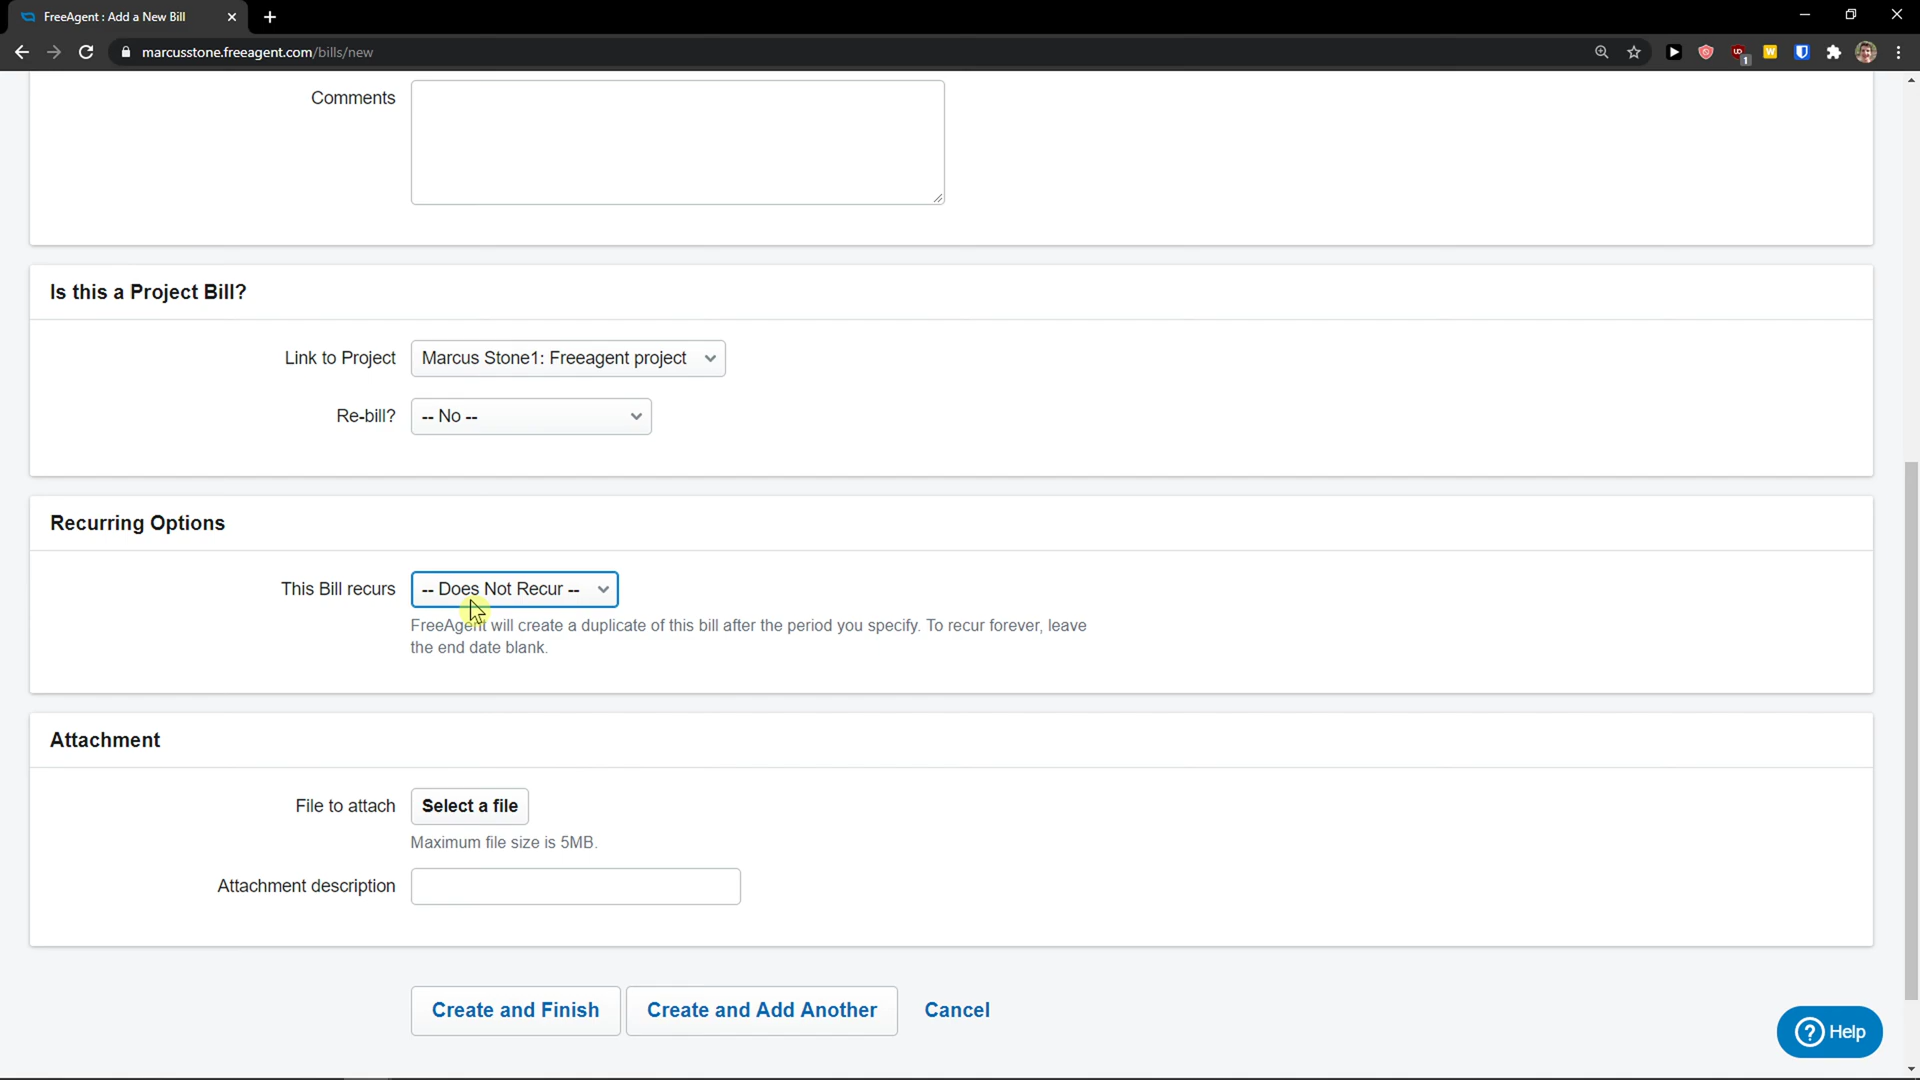 FreeAgent : Add a New Bill
marcusstone.freeagent.com/bills/new
1
Comments
Is this a Project Bill?
Link to Project
Marcus Stone1: Freeagent project
Re-bill?
-- No --
Recurring Options
This Bill recurs
-- Does Not Recur --
FreeAgent will create a duplicate of this bill after the period you specify. To recur forever, leave
the end date blank.
Attachment
File to attach
Select a file
Maximum file size is 5MB.
Attachment description
Create and Finish
Create and Add Another
Cancel
? Help